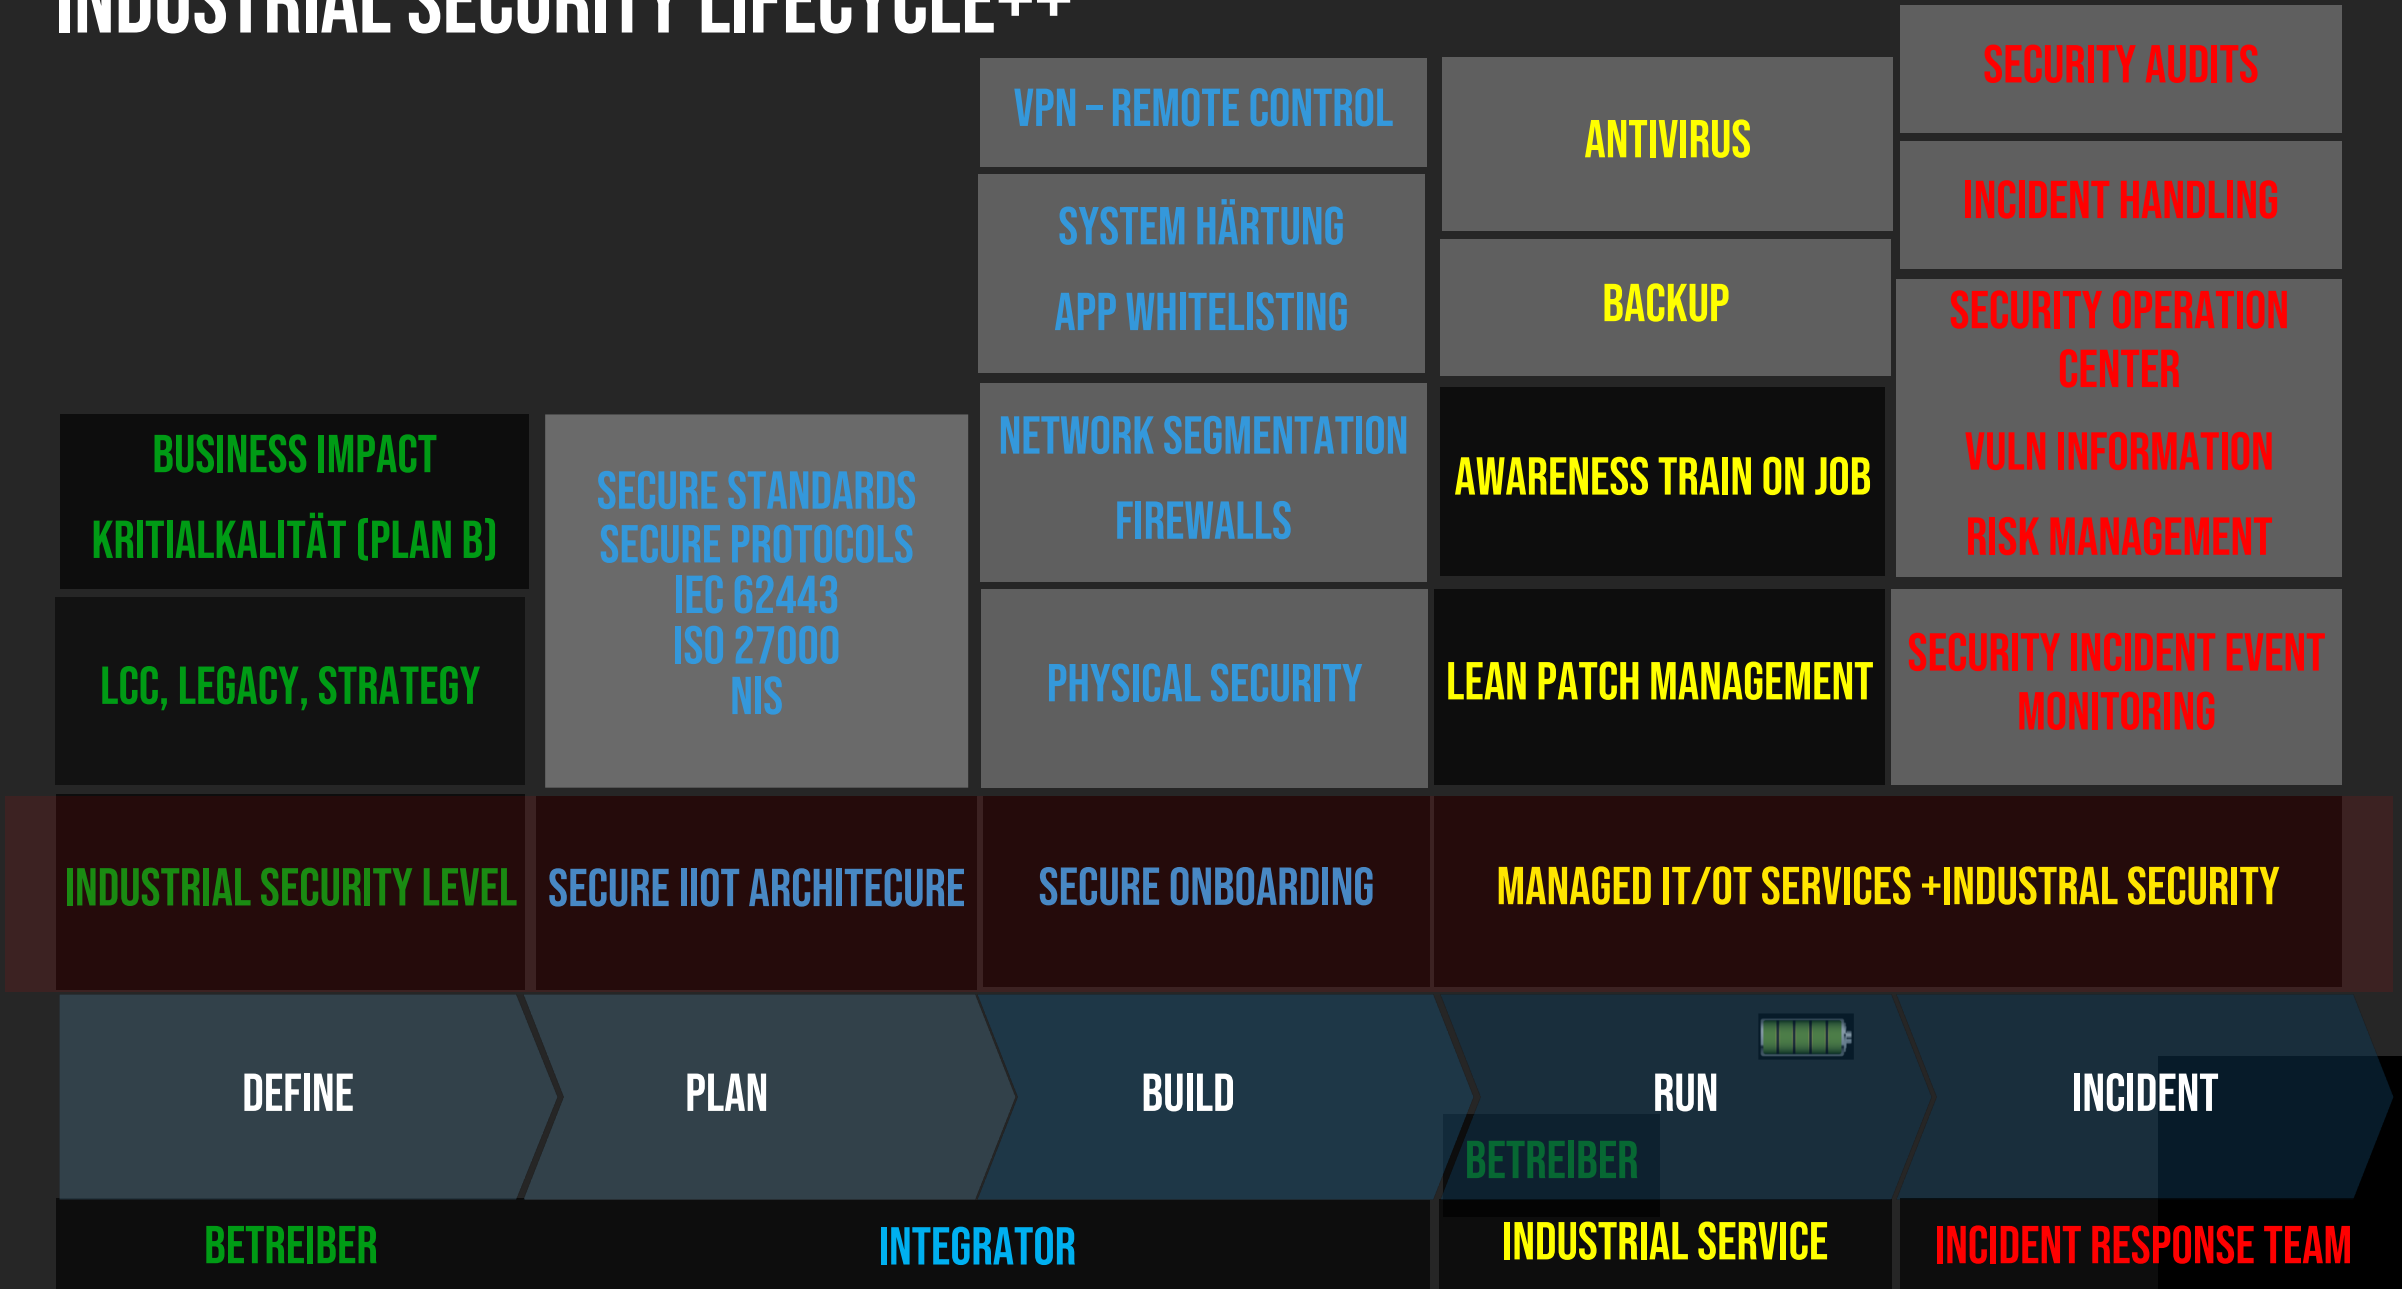 INDUSTRIAL SECURITY LIFECYCLE++
BUSINESS IMPACT
KRITIALKALITÄT (PLAN B)
LCC, LEGACY, STRATEGY
INDUSTRIAL SECURITY LEVEL
SECURE STANDARDS
SECURE PROTOCOLS
IEC 62443
ISO 27000
NIS
SECURE IIOT ARCHITECURE
VPN – REMOTE CONTROL
SYSTEM HÄRTUNG
APP WHITELISTING
NETWORK SEGMENTATION
FIREWALLS
PHYSICAL SECURITY
SECURE ONBOARDING
ANTIVIRUS
BACKUP
AWARENESS TRAIN ON JOB
LEAN PATCH MANAGEMENT
SECURITY AUDITS
INCIDENT HANDLING
SECURITY OPERATION
CENTER
VULN INFORMATION
RISK MANAGEMENT
SECURITY INCIDENT EVENT
MONITORING
MANAGED IT/OT SERVICES +INDUSTRAL SECURITY
DEFINE
PLAN
BUILD
RUN
INCIDENT
BETREIBER
BETREIBER
INTEGRATOR
INDUSTRIAL SERVICE
INCIDENT RESPONSE TEAM